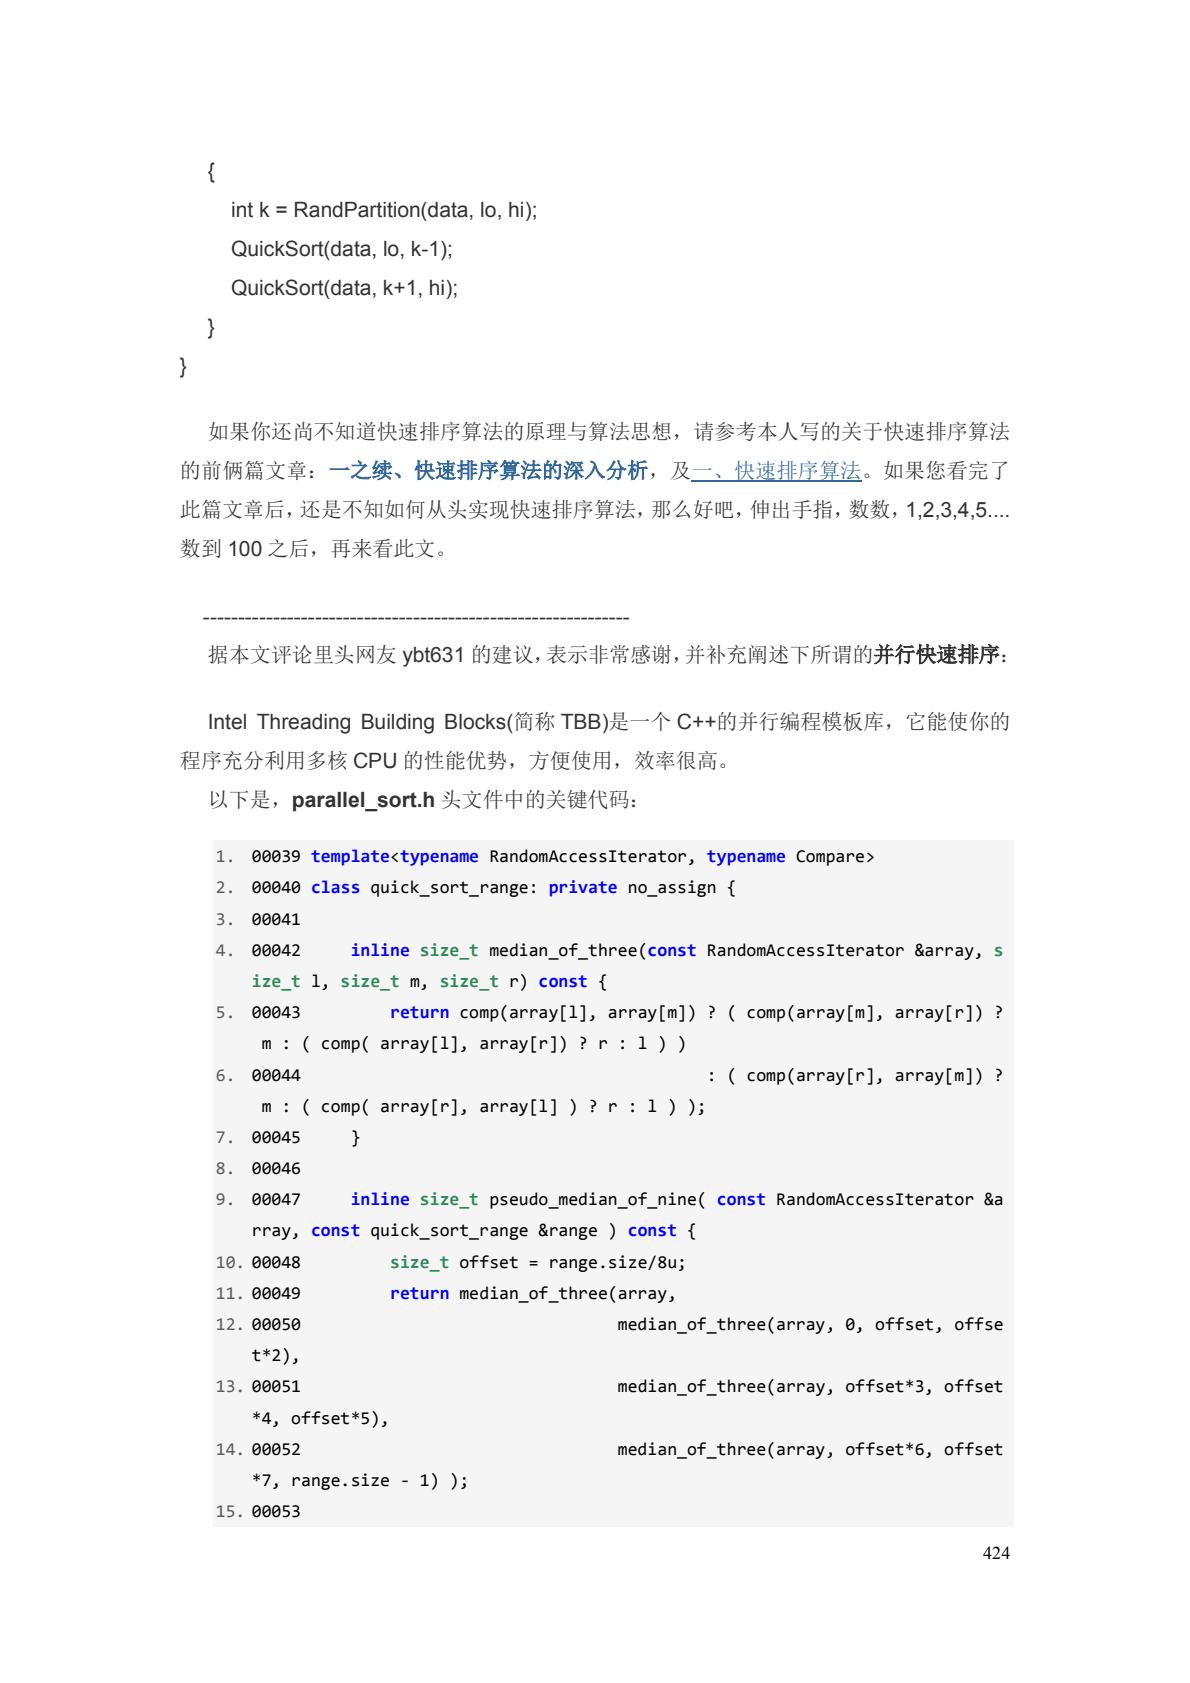 {
int k = RandPartition(data, lo, hi);
QuickSort(data, lo, k-1);
QuickSort(data, k+1, hi);
}
}
如果你还尚不知道快速排序算法的原理与算法思想，请参考本人写的关于快速排序算法
的前俩篇文章：一之续、快速排序算法的深入分析，及一、快速排序算法。如果您看完了
此篇文章后，还是不知如何从头实现快速排序算法，那么好吧，伸出手指，数数，1,2,3,4,5....
数到 100 之后，再来看此文。
-------------------------------------------------------------
据本文评论里头网友 ybt631 的建议，表示非常感谢，并补充阐述下所谓的并行快速排序：
Intel Threading Building Blocks(简称 TBB)是一个 C++的并行编程模板库，它能使你的
程序充分利用多核 CPU 的性能优势，方便使用，效率很高。
以下是，parallel_sort.h 头文件中的关键代码：
1. 00039 template<typename RandomAccessIterator, typename Compare>
2. 00040 class quick_sort_range: private no_assign {
3. 00041
4. 00042     inline size_t median_of_three(const RandomAccessIterator &array, s
ize_t l, size_t m, size_t r) const {
5. 00043         return comp(array[l], array[m]) ? ( comp(array[m], array[r]) ?
m : ( comp( array[l], array[r]) ? r : l ) )
6. 00044                                         : ( comp(array[r], array[m]) ?
m : ( comp( array[r], array[l] ) ? r : l ) );
7. 00045     }
8. 00046
9. 00047     inline size_t pseudo_median_of_nine( const RandomAccessIterator &a
rray, const quick_sort_range &range ) const {
10. 00048         size_t offset = range.size/8u;
11. 00049         return median_of_three(array,
12. 00050                                median_of_three(array, 0, offset, offse
t*2),
13. 00051                                median_of_three(array, offset*3, offset
*4, offset*5),
14. 00052                                median_of_three(array, offset*6, offset
*7, range.size - 1) );
15. 00053
424